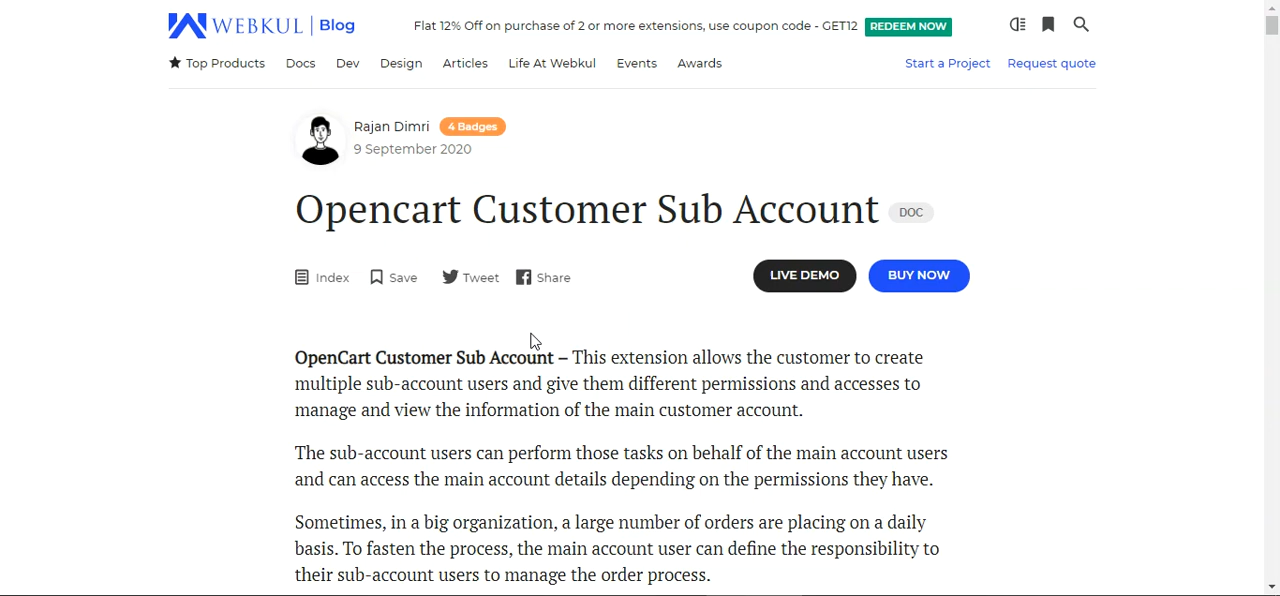 WEBKUL | Blog
Flat 12% Off on purchase of 2 or more extensions, use coupon code - GET12 REDEEM NOW
Top Products Docs Dev Design Articles Life At Webkul Events Awards Start a Project Request quote
Rajan Dimri 4 Badges
9 September 2020
Opencart Customer Sub Account DOC
Index Save Tweet Share LIVE DEMO BUY NOW
OpenCart Customer Sub Account – This extension allows the customer to create
multiple sub-account users and give them different permissions and accesses to
manage and view the information of the main customer account.
The sub-account users can perform those tasks on behalf of the main account users
and can access the main account details depending on the permissions they have.
Sometimes, in a big organization, a large number of orders are placing on a daily
basis. To fasten the process, the main account user can define the responsibility to
their sub-account users to manage the order process.